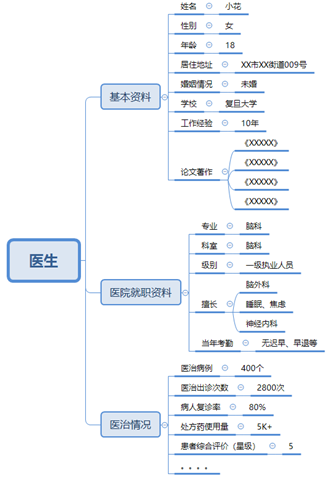 医生
基本资料
姓名 小花
性别 女
年龄 18
居住地址 XX市XX街道009号
婚姻情况 未婚
学校 复旦大学
工作经验 10年
论文著作
《XXXXX》
《XXXXX》
《XXXXX》
《XXXXX》
医院就职资料
专业 脑科
科室 脑科
级别 一级执业人员
擅长
脑外科
睡眠、焦虑
神经内科
当年考勤 无迟早、早退等
医治情况
医治病例 400个
医治出诊次数 2800次
病人复诊率 80%
处方药使用量 5K+
患者综合评价（星级） 5
。。。。